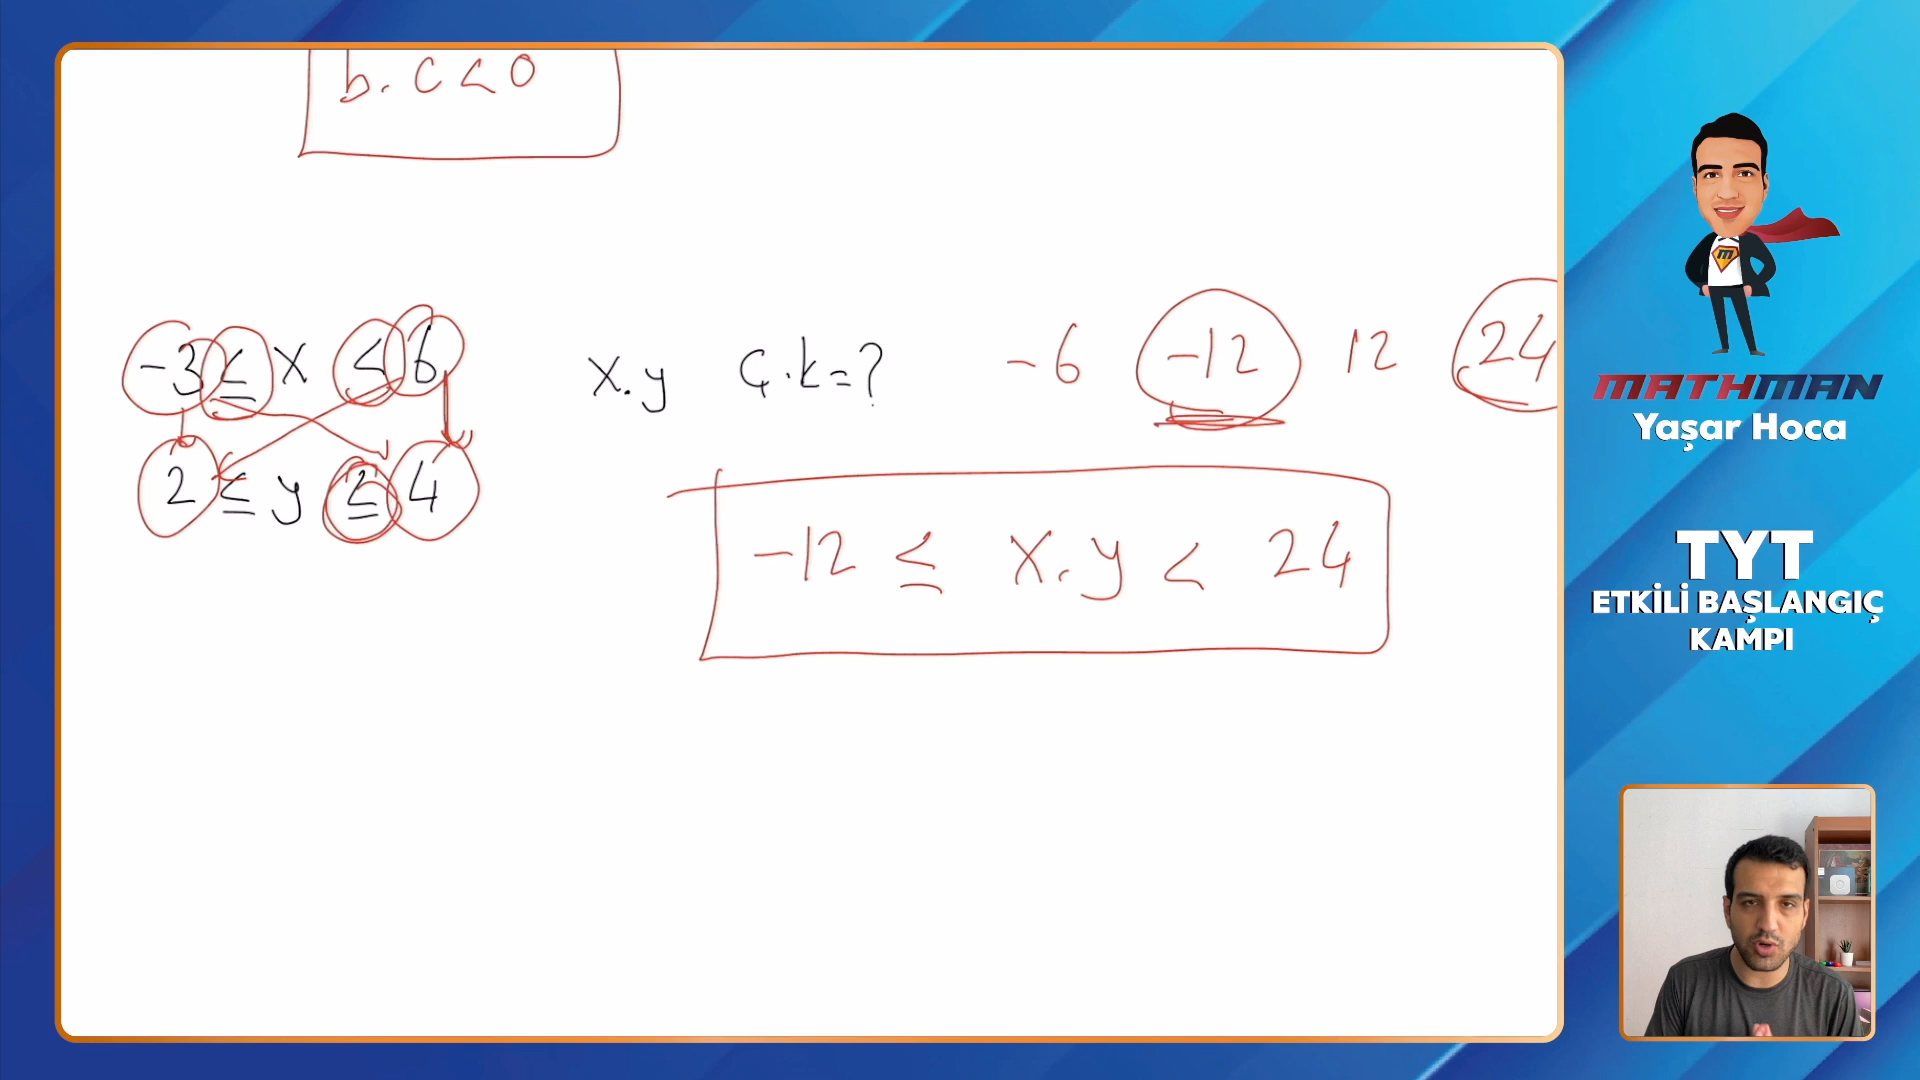 b. c < 0
-3 ≤ x < 6
x.y Ç.k=?
-6 -12 12 24
2 ≤ y ≤ 4
-12 ≤ x.y < 24
m
MATHMAN
Yaşar Hoca
TYT
ETKİLİ BAŞLANGIÇ
KAMPI